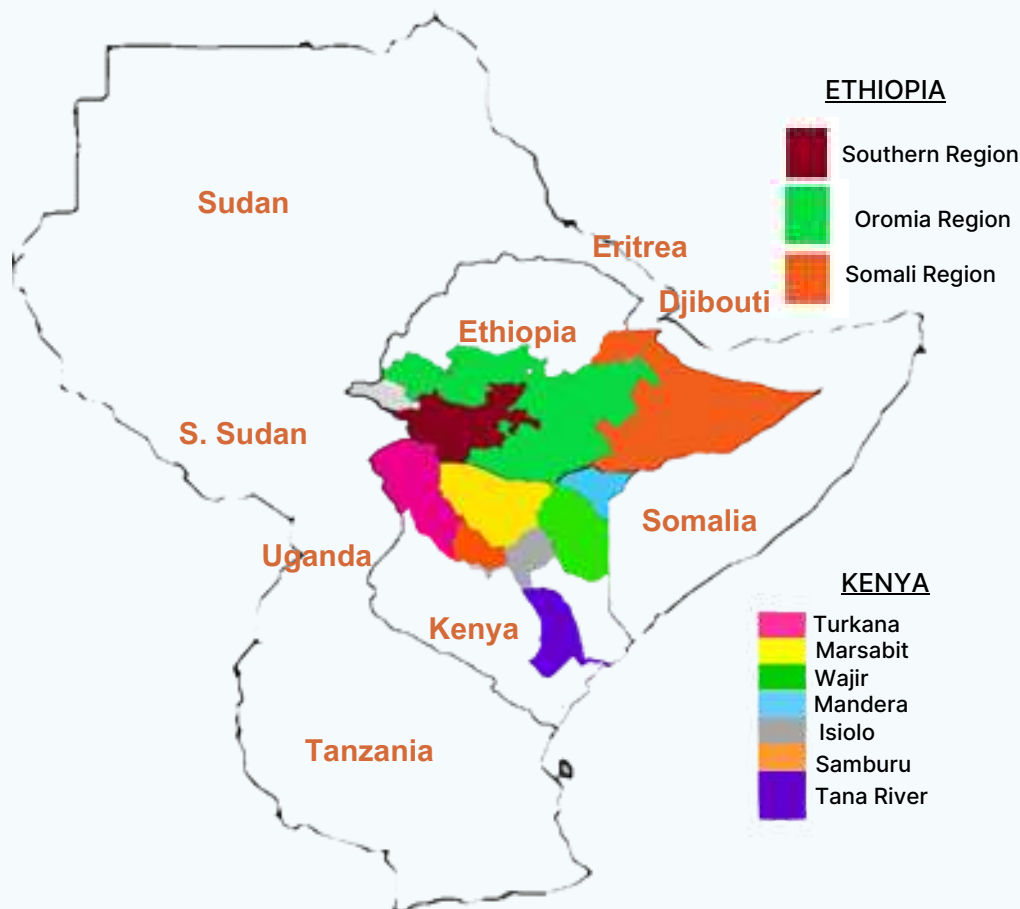 ETHIOPIA
Southern Region
Oromia Region
Somali Region
Sudan
Eritrea
Djibouti
Ethiopia
S. Sudan
Somalia
Uganda
Kenya
Tanzania
KENYA
Turkana
Marsabit
Wajir
Mandera
Isiolo
Samburu
Tana River